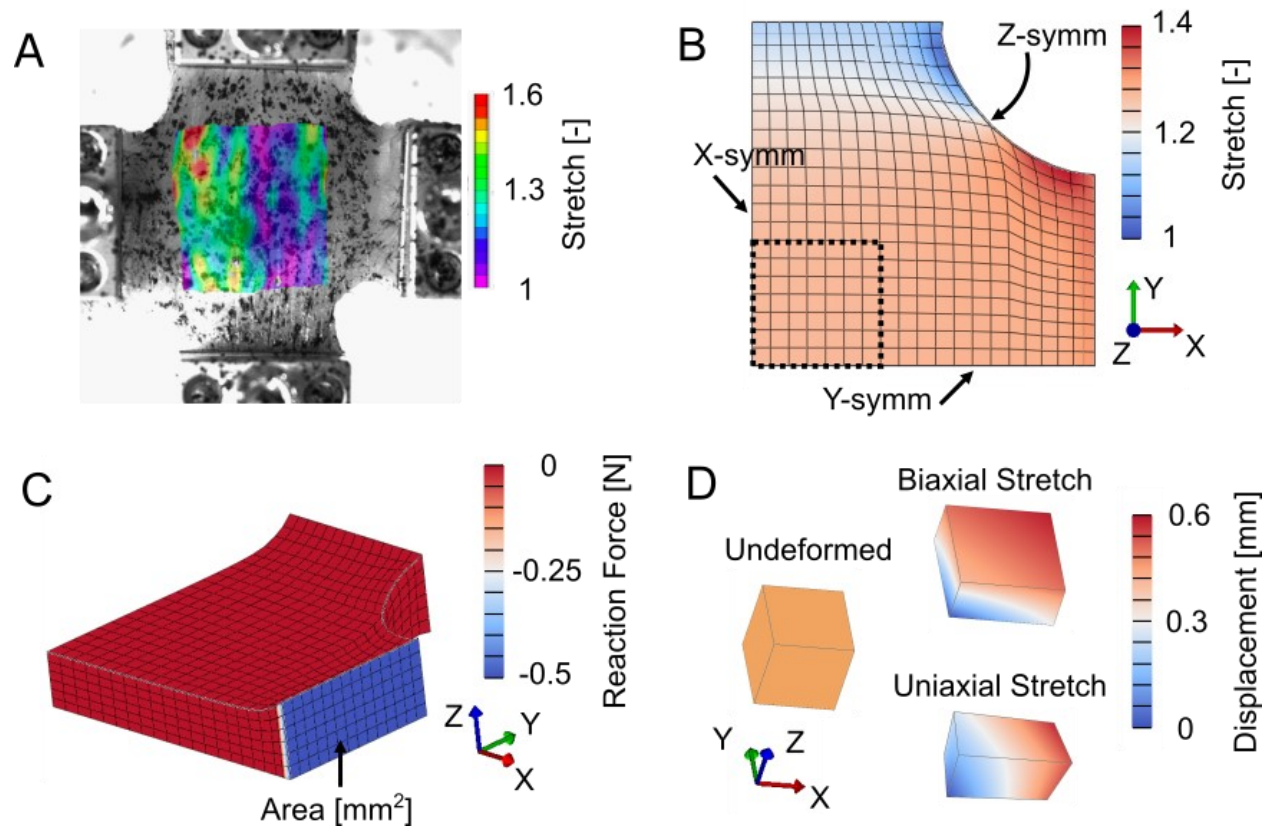 A
1.6
1.3
1
Stretch [-]
B
Z-symm
X-symm
Y-symm
1.4
1.2
1
Stretch [-]
Y
Z
X
C
0
-0.25
-0.5
Reaction Force [N]
Z
Y
X
Area [mm²]
D
Biaxial Stretch
Undeformed
Uniaxial Stretch
0.6
0.3
0
Displacement [mm]
Y
Z
X